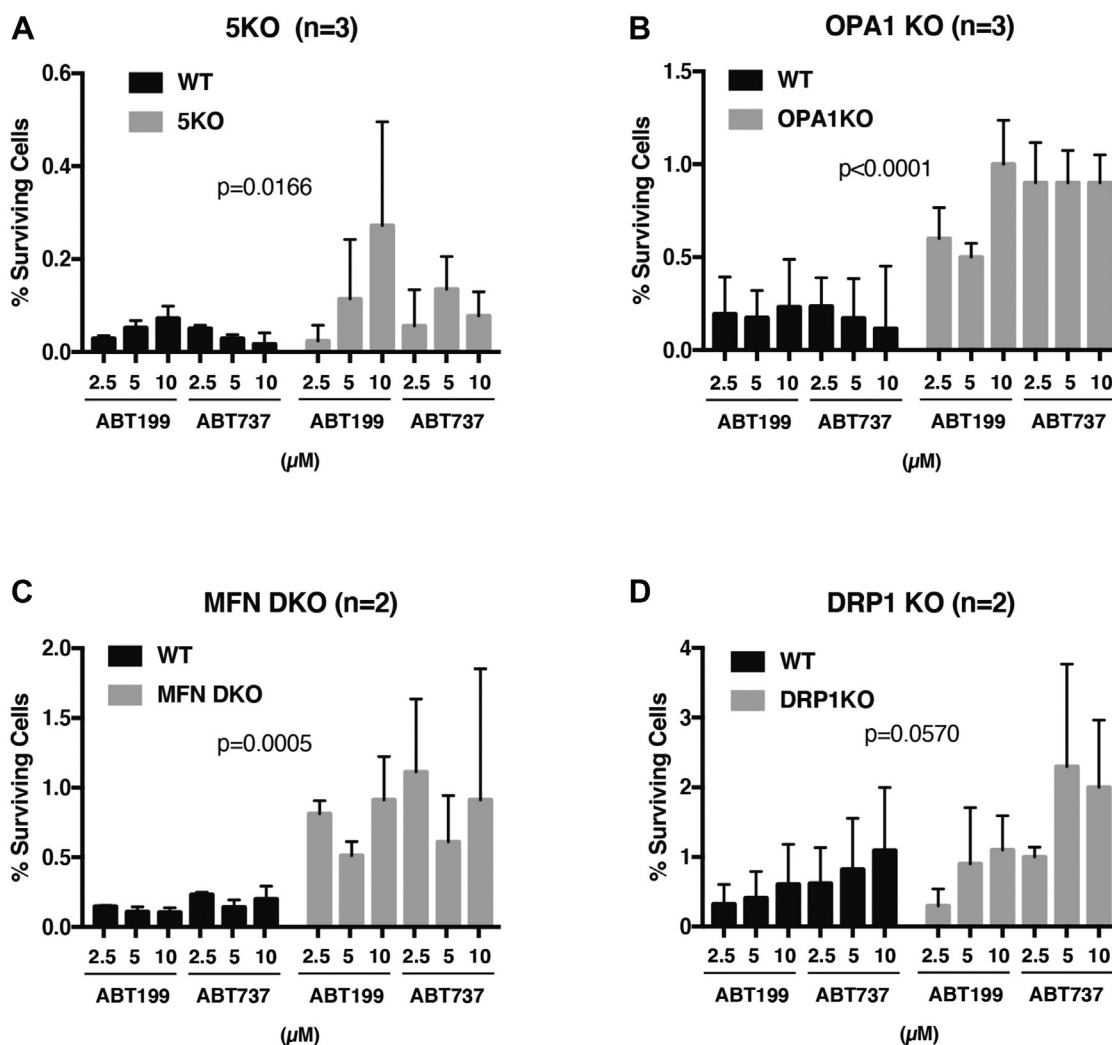 A
5KO (n=3)
% Surviving Cells
0.6
0.4
0.2
0.0
WT
5KO
p=0.0166
2.5 5 10 2.5 5 10 2.5 5 10 2.5 5 10
ABT199 ABT737 ABT199 ABT737
(µM)
B
OPA1 KO (n=3)
% Surviving Cells
1.5
1.0
0.5
0.0
WT
OPA1KO
p<0.0001
2.5 5 10 2.5 5 10 2.5 5 10 2.5 5 10
ABT199 ABT737 ABT199 ABT737
(µM)
C
MFN DKO (n=2)
% Surviving Cells
2.0
1.5
1.0
0.5
0.0
WT
MFN DKO
p=0.0005
2.5 5 10 2.5 5 10 2.5 5 10 2.5 5 10
ABT199 ABT737 ABT199 ABT737
(µM)
D
DRP1 KO (n=2)
% Surviving Cells
4
3
2
1
0
WT
DRP1KO
p=0.0570
2.5 5 10 2.5 5 10 2.5 5 10 2.5 5 10
ABT199 ABT737 ABT199 ABT737
(µM)